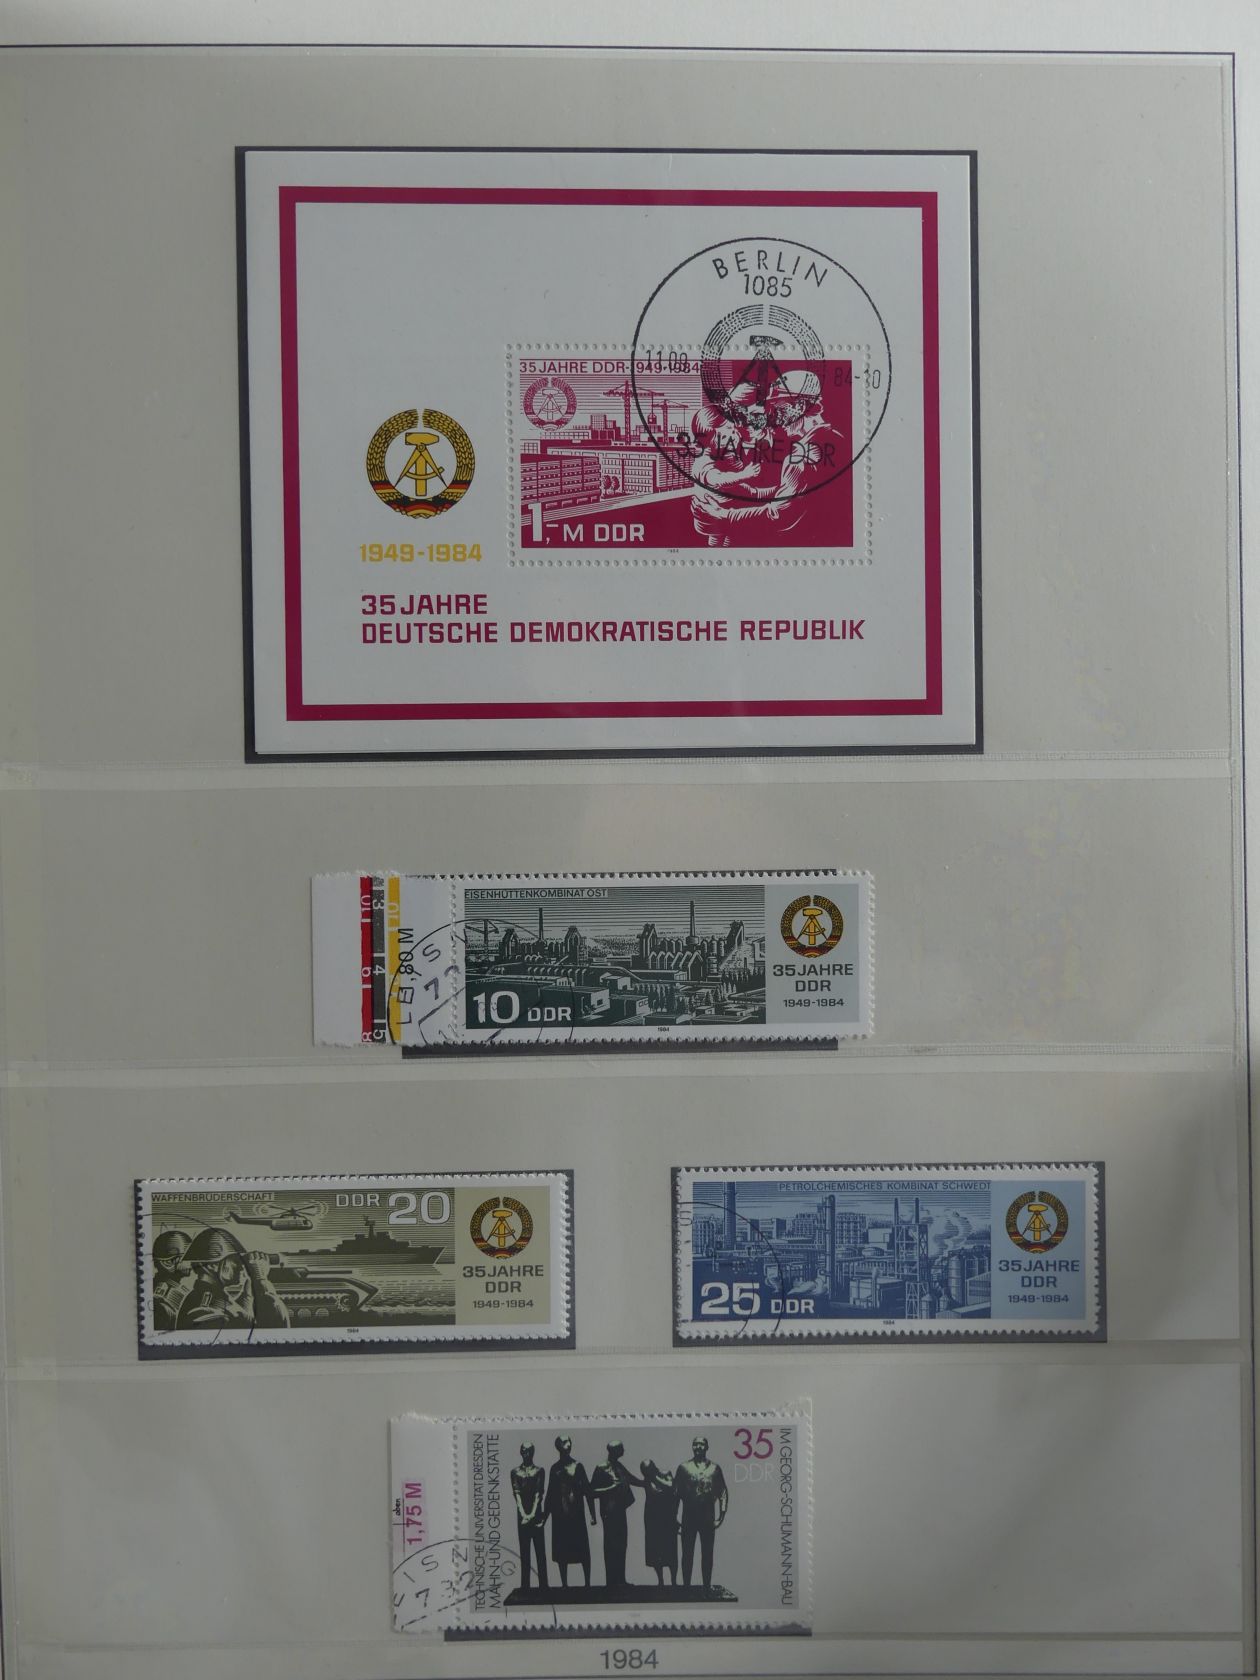 BERLIN
1085
11.09
84-10
35 JAHRE DDR
35 JAHRE DDR-1949-1984
1,- M DDR
1984
1949-1984
35 JAHRE
DEUTSCHE DEMOKRATISCHE REPUBLIK
1,80 M
EISENHÜTTENKOMBINAT OST
10 DDR
35 JAHRE
DDR
1949-1984
1984
WAFFENBRÜDERSCHAFT
DDR 20
35 JAHRE
DDR
1949-1984
1984
PETROLCHEMISCHES KOMBINAT SCHWEDT
25 DDR
35 JAHRE
DDR
1949-1984
1984
oben
1,75 M
TECHNISCHE UNIVERSITÄT DRESDEN
MAHN- UND GEDENKSTÄTTE
35
DDR
IM GEORG-SCHUMANN-BAU
1984